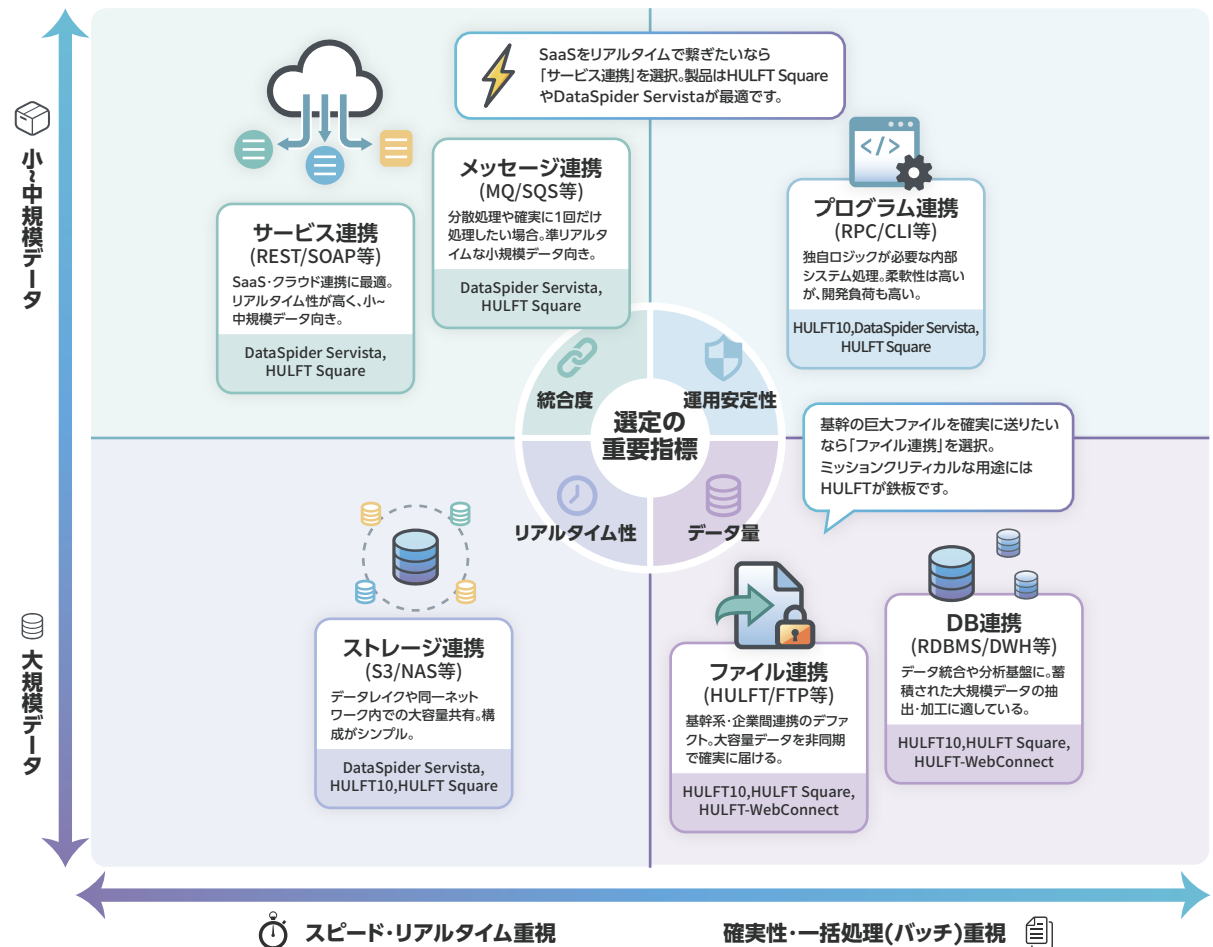 小~中規模データ
大規模データ
SaaSをリアルタイムで繋ぎたいなら
「サービス連携」を選択。製品はHULFT Square
やDataSpider Servistaが最適です。
サービス連携
(REST/SOAP等)
SaaS・クラウド連携に最適。
リアルタイム性が高く、小~
中規模データ向き。
DataSpider Servista,
HULFT Square
メッセージ連携
(MQ/SQS等)
分散処理や確実に1回だけ
処理したい場合。準リアルタ
イムな小規模データ向き。
DataSpider Servista,
HULFT Square
</>
プログラム連携
(RPC/CLI等)
独自ロジックが必要な内部
システム処理。柔軟性は高い
が、開発負荷も高い。
HULFT10,DataSpider Servista,
HULFT Square
統合度
運用安定性
選定の
重要指標
リアルタイム性
データ量
基幹の巨大ファイルを確実に送りたい
なら「ファイル連携」を選択。
ミッションクリティカルな用途には
HULFTが鉄板です。
ストレージ連携
(S3/NAS等)
データレイクや同一ネット
ワーク内での大容量共有。構
成がシンプル。
DataSpider Servista,
HULFT10,HULFT Square
ファイル連携
(HULFT/FTP等)
基幹系・企業間連携のデファ
クト。大容量データを非同期
で確実に届ける。
HULFT10,HULFT Square,
HULFT-WebConnect
DB連携
(RDBMS/DWH等)
データ統合や分析基盤に。蓄
積された大規模データの抽
出・加工に適している。
HULFT10,HULFT Square,
HULFT-WebConnect
スピード・リアルタイム重視
確実性・一括処理(バッチ)重視